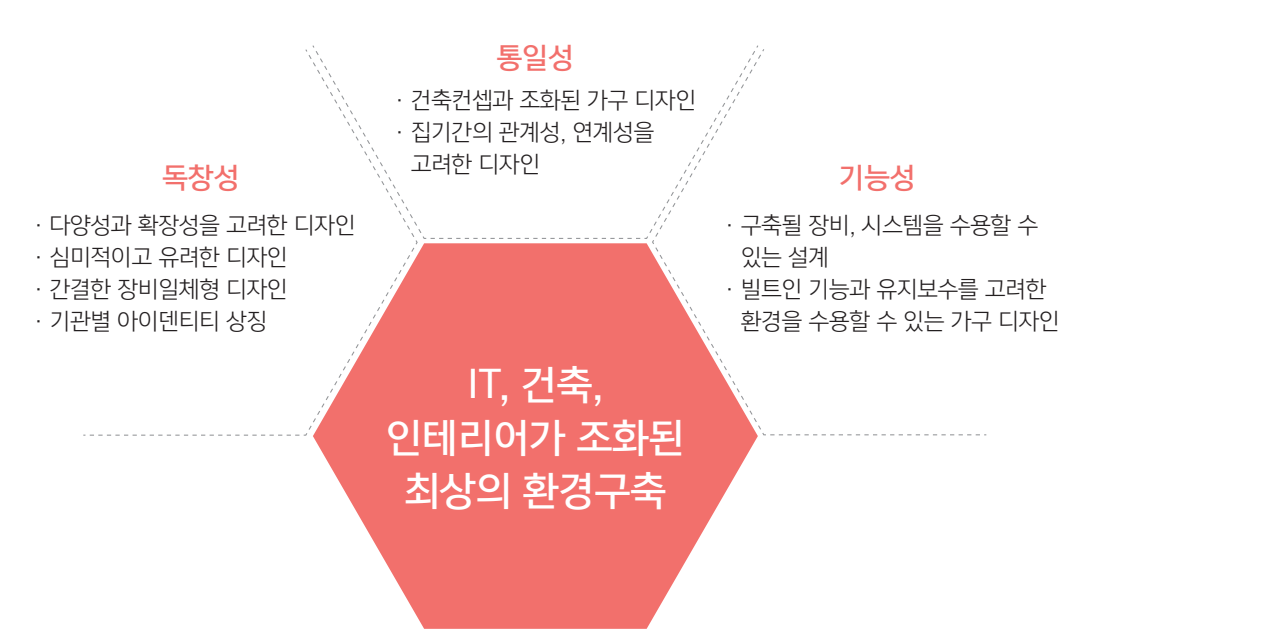 통일성
· 건축컨셉과 조화된 가구 디자인
· 집기간의 관계성, 연계성을
고려한 디자인
독창성
· 다양성과 확장성을 고려한 디자인
· 심미적이고 유려한 디자인
· 간결한 장비일체형 디자인
· 기관별 아이덴티티 상징
기능성
· 구축될 장비, 시스템을 수용할 수
있는 설계
· 빌트인 기능과 유지보수를 고려한
환경을 수용할 수 있는 가구 디자인
IT, 건축,
인테리어가 조화된
최상의 환경구축